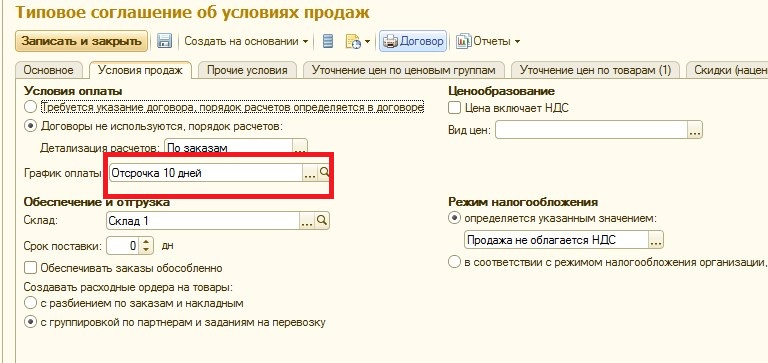 Типовое соглашение об условиях продаж
Записать и закрыть Создать на основании Договор Отчеты
Основное Условия продаж Прочие условия Уточнение цен по ценовым группам Уточнение цен по товарам (1) Скидки (нацен
Условия оплаты
Требуется указание договора, порядок расчетов определяется в договоре
Договоры не используются, порядок расчетов:
Детализация расчетов: По заказам ...
График оплаты: Отсрочка 10 дней ...
Обеспечение и отгрузка
Склад: Склад 1 ...
Срок поставки: 0 дн
Обеспечивать заказы обособленно
Создавать расходные ордера на товары:
с разбиением по заказам и накладным
с группировкой по партнерам и заданиям на перевозку
Ценообразование
Цена включает НДС
Вид цен: ...
Режим налогообложения
определяется указанным значением:
Продажа не облагается НДС ...
в соответствии с режимом налогообложения организации,